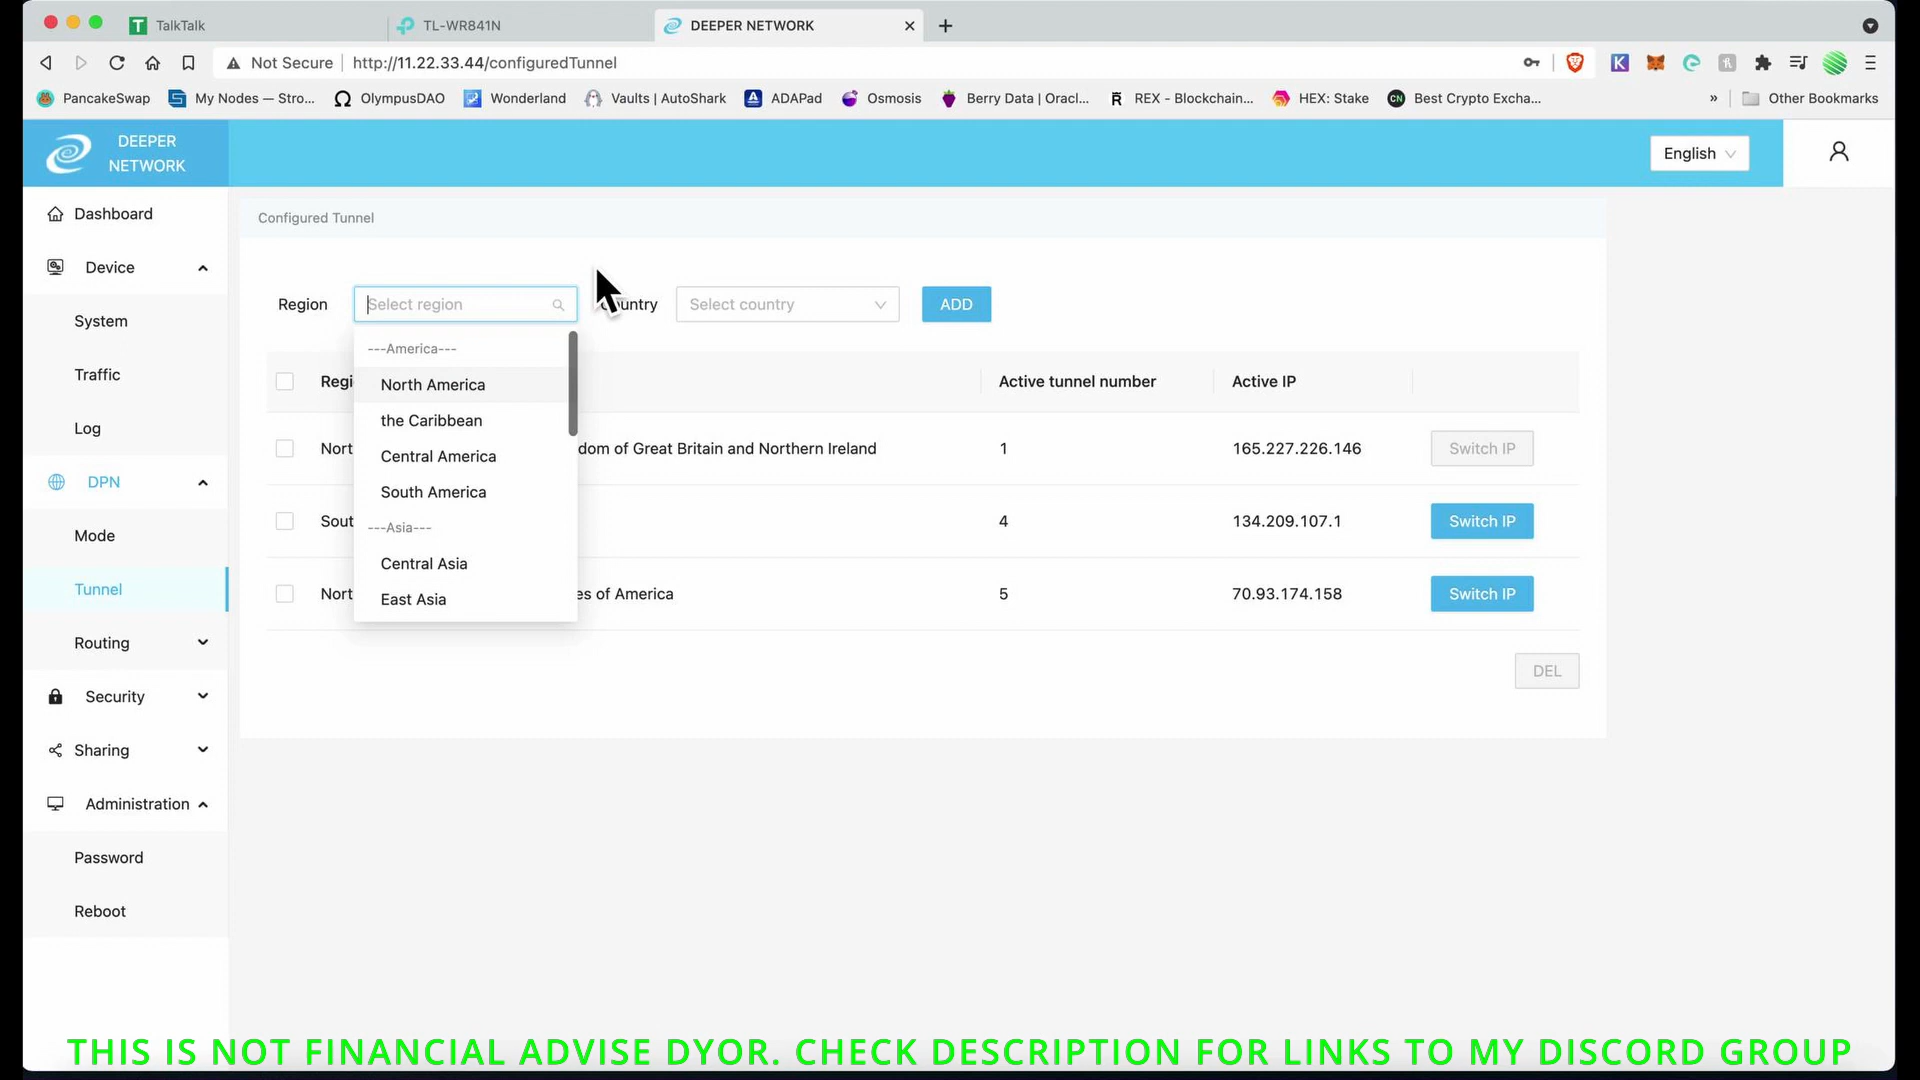 TalkTalk
TL-WR841N
DEEPER NETWORK
Not Secure
http://11.22.33.44/configuredTunnel
PancakeSwap
My Nodes — Stro...
OlympusDAO
Wonderland
Vaults | AutoShark
ADAPad
Osmosis
Berry Data | Oracl...
REX - Blockchain...
HEX: Stake
Best Crypto Excha...
»
Other Bookmarks
DEEPER
NETWORK
English
Dashboard
Device
System
Traffic
Log
DPN
Mode
Tunnel
Routing
Security
Sharing
Administration
Password
Reboot
Configured Tunnel
Region
Select region
untry
Select country
ADD
---America---
North America
the Caribbean
Central America
South America
---Asia---
Central Asia
East Asia
Regi
Active tunnel number
Active IP
Nort
dom of Great Britain and Northern Ireland
1
165.227.226.146
Switch IP
Sout
4
134.209.107.1
Switch IP
Nort
es of America
5
70.93.174.158
Switch IP
DEL
THIS IS NOT FINANCIAL ADVISE DYOR. CHECK DESCRIPTION FOR LINKS TO MY DISCORD GROUP